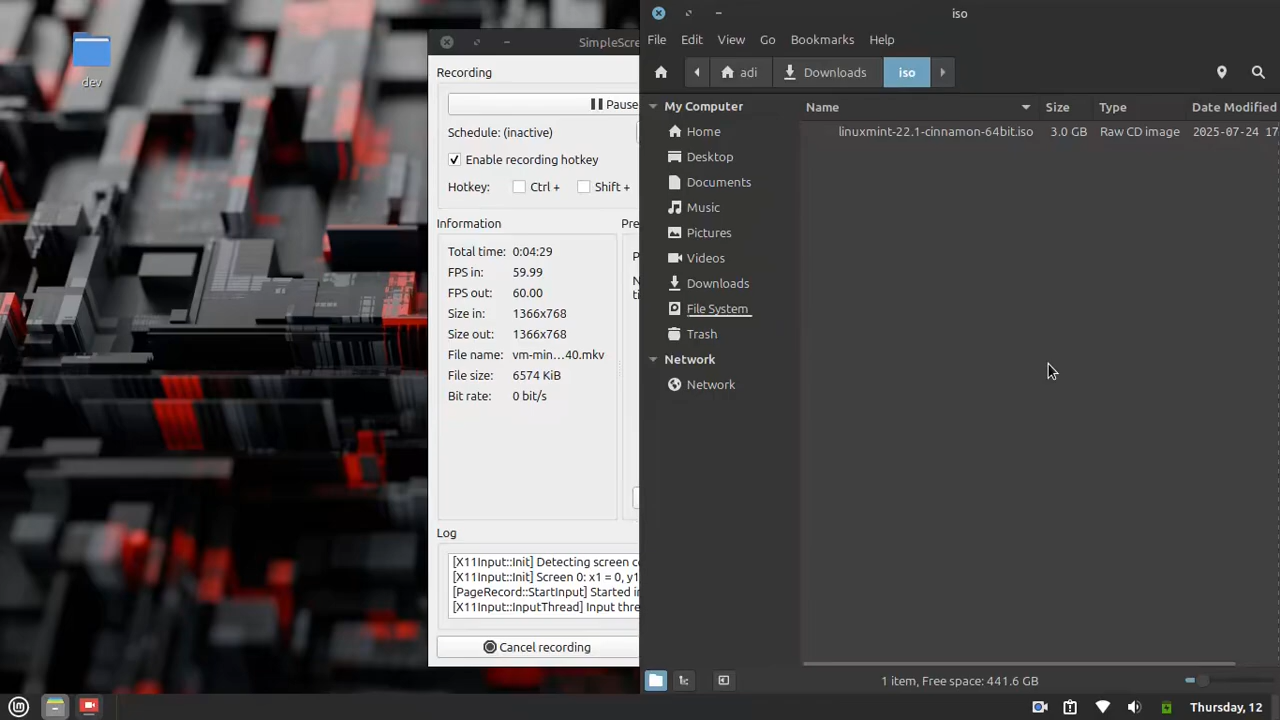 dev
SimpleScre
Recording
Pause
Schedule: (inactive)
Enable recording hotkey
Hotkey: Ctrl + Shift +
Information
Pre
Total time: 0:04:29
FPS in: 59.99
FPS out: 60.00
Size in: 1366x768
Size out: 1366x768
File name: vm-min...40.mkv
File size: 6574 KiB
Bit rate: 0 bit/s
Log
[X11Input::Init] Detecting screen co
[X11Input::Init] Screen 0: x1 = 0, y1
[PageRecord::StartInput] Started in
[X11Input::InputThread] Input thre
Cancel recording
iso
File Edit View Go Bookmarks Help
adi Downloads iso
My Computer
Home
Desktop
Documents
Music
Pictures
Videos
Downloads
File System
Trash
Network
Network
Name Size Type Date Modified
linuxmint-22.1-cinnamon-64bit.iso 3.0 GB Raw CD image 2025-07-24 17
1 item, Free space: 441.6 GB
Thursday, 12